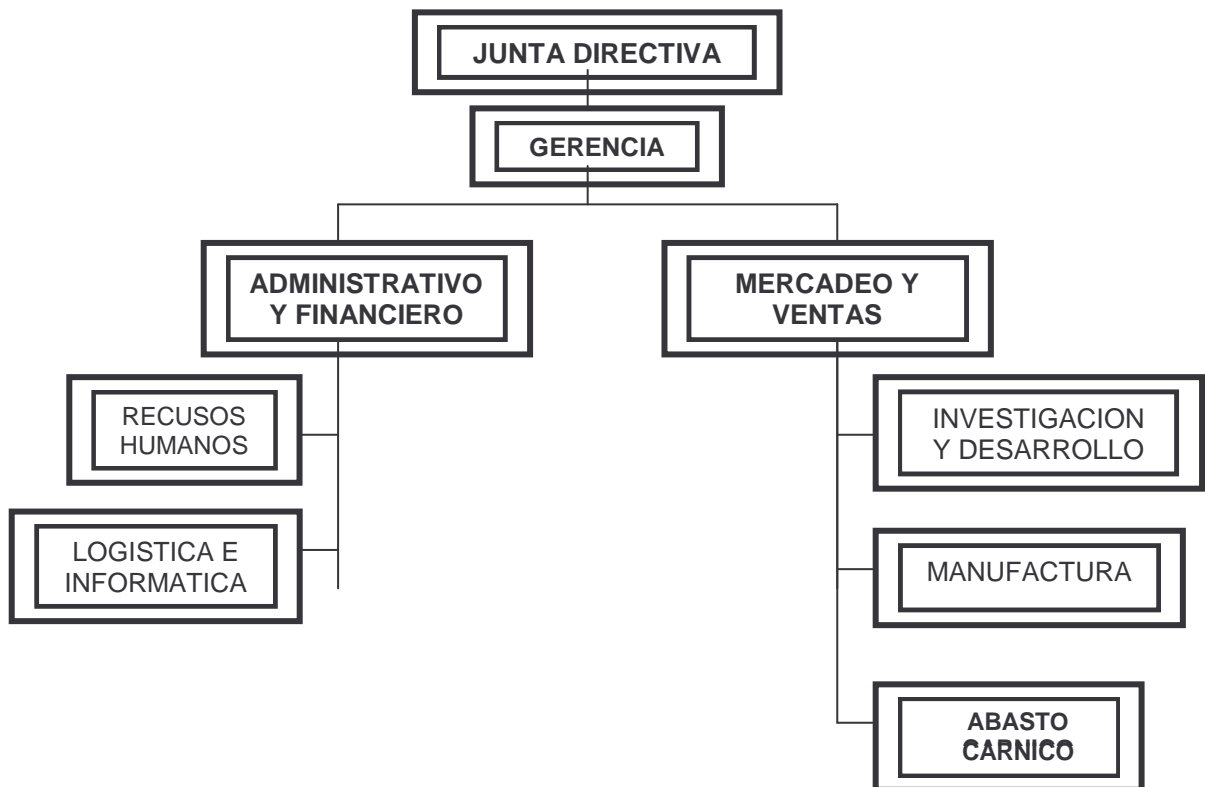 JUNTA DIRECTIVA
GERENCIA
ADMINISTRATIVO
Y FINANCIERO
MERCADEO Y
VENTAS
RECUSOS
HUMANOS
LOGISTICA E
INFORMATICA
INVESTIGACION
Y DESARROLLO
MANUFACTURA
ABASTO
CARNICO